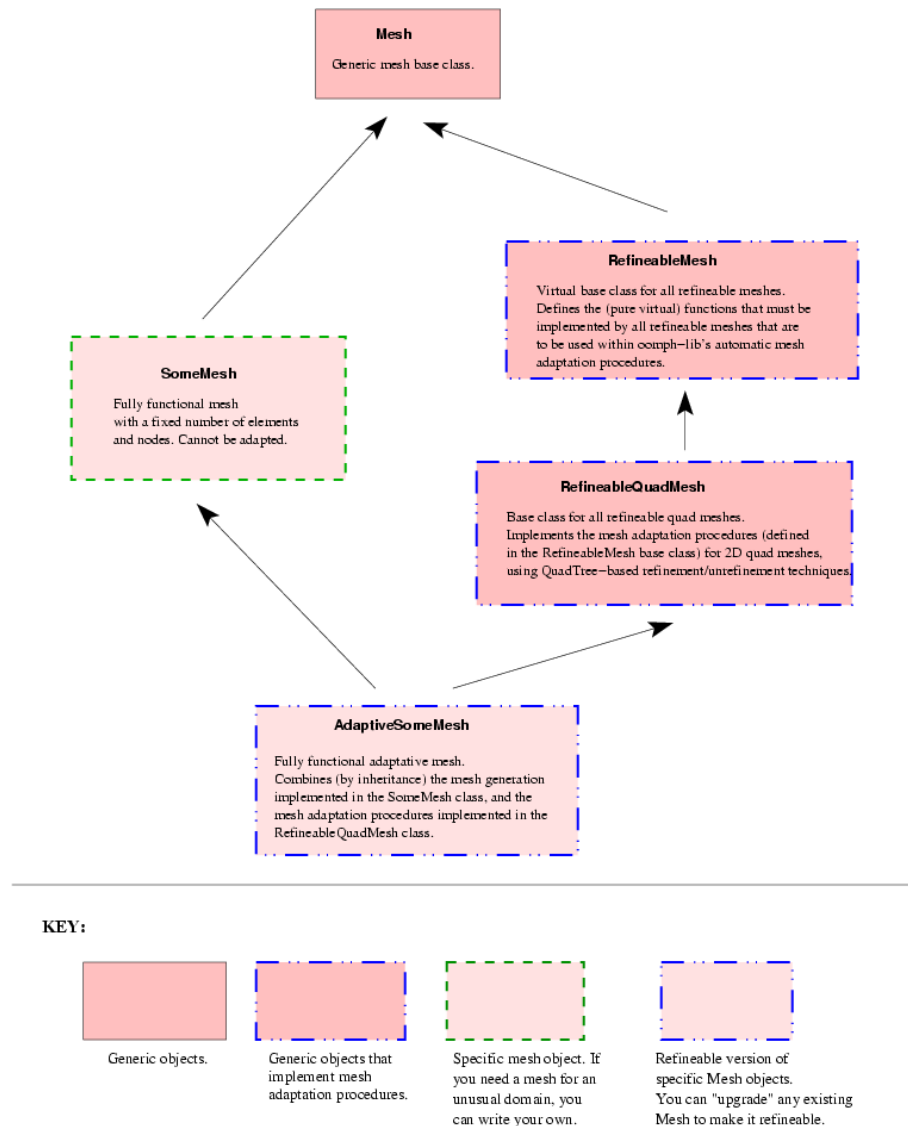 Mesh
Generic mesh base class.
RefineableMesh
Virtual base class for all refineable meshes.
Defines the (pure virtual) functions that must be
implemented by all refineable meshes that are
to be used within oomph−lib's automatic mesh
adaptation procedures.
SomeMesh
Fully functional mesh
with a fixed number of elements
and nodes. Cannot be adapted.
RefineableQuadMesh
Base class for all refineable quad meshes.
Implements the mesh adaptation procedures (defined
in the RefineableMesh base class) for 2D quad meshes,
using QuadTree−based refinement/unrefinement techniques.
AdaptiveSomeMesh
Fully functional adaptative mesh.
Combines (by inheritance) the mesh generation
implemented in the SomeMesh class, and the
mesh adaptation procedures implemented in the
RefineableQuadMesh class.
KEY:
Generic objects.
Generic objects that
implement mesh
adaptation procedures.
Specific mesh object. If
you need a mesh for an
unusual domain, you
can write your own.
Refineable version of
specific Mesh objects.
You can "upgrade" any existing
Mesh to make it refineable.